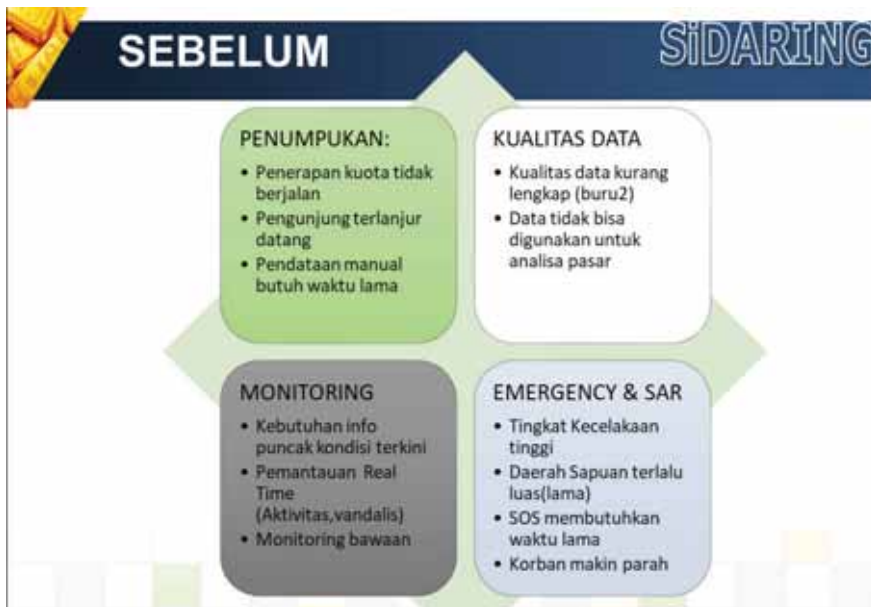 SEBELUM
SiDARING
PENUMPUKAN:
• Penerapan kuota tidak
berjalan
• Pengunjung terlanjur
datang
• Pendataan manual
butuh waktu lama
KUALITAS DATA
• Kualitas data kurang
lengkap (buru2)
• Data tidak bisa
digunakan untuk
analisa pasar
MONITORING
• Kebutuhan info
puncak kondisi terkini
• Pemantauan Real
Time
(Aktivitas,vandalis)
• Monitoring bawaan
EMERGENCY & SAR
• Tingkat Kecelakaan
tinggi
• Daerah Sapuan terlalu
luas(lama)
• SOS membutuhkan
waktu lama
• Korban makin parah